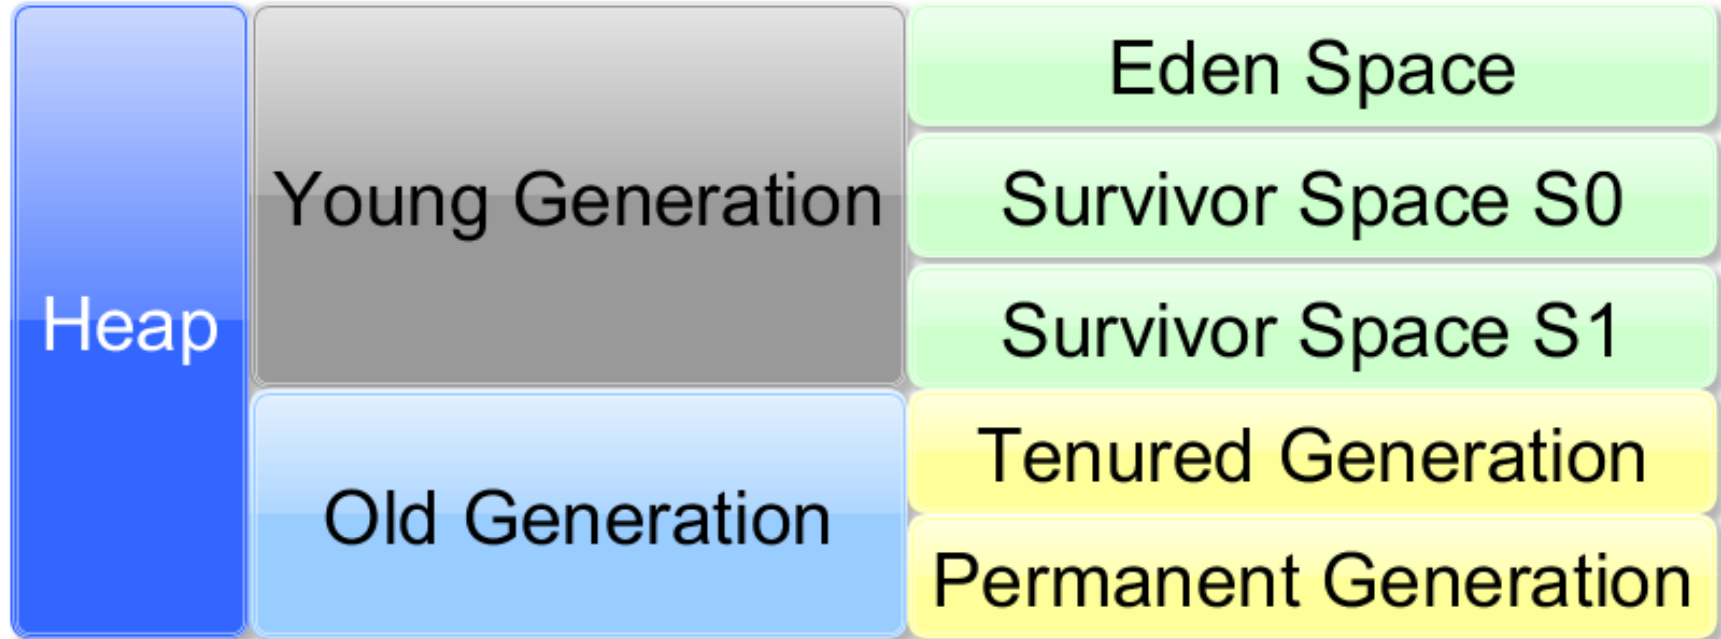 Heap
Young Generation
Eden Space
Survivor Space S0
Survivor Space S1
Old Generation
Tenured Generation
Permanent Generation